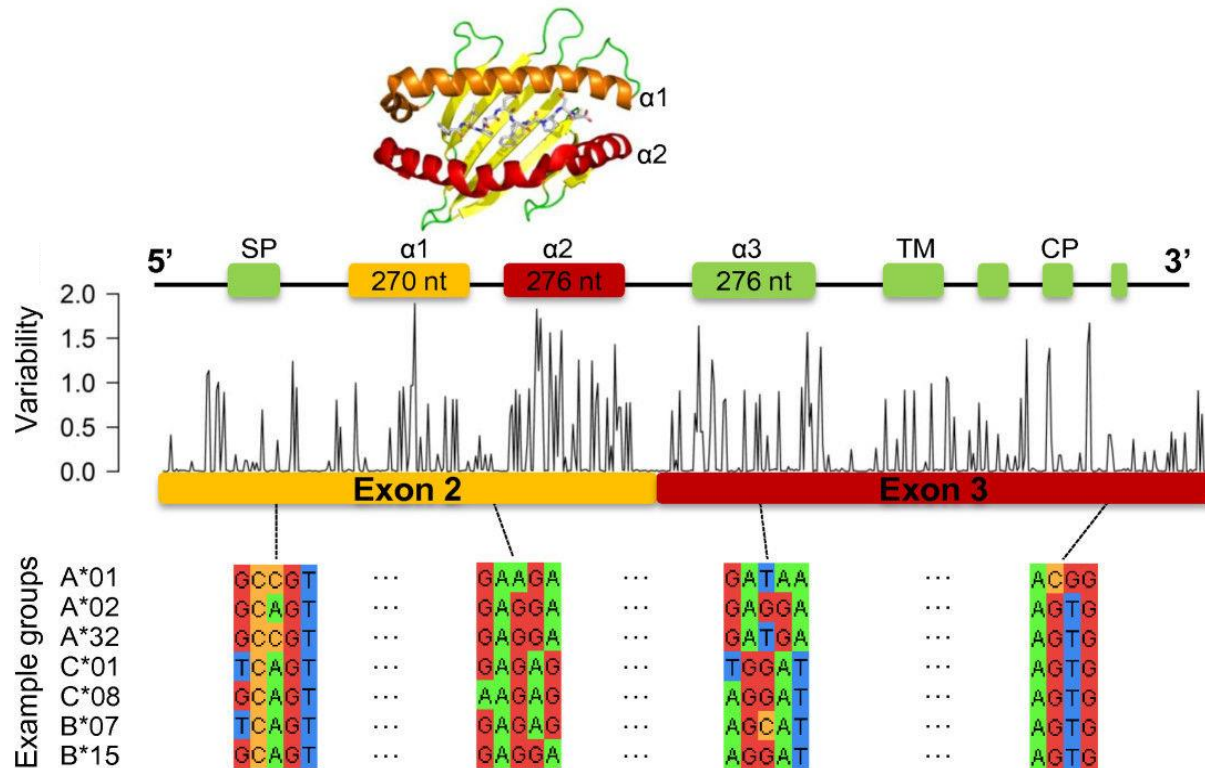 α1
α2
5’ SP α1 α2 α3 TM CP 3’
270 nt 276 nt 276 nt
Variability
2.0
1.5
1.0
0.5
0.0
Exon 2 Exon 3
Example groups
A*01 GCCGT ... GAAGA ... GATAA ... ACGG
A*02 GCAGT ... GAGGA ... GAGGA ... AGTG
A*32 GCCGT ... GAGGA ... GATGA ... AGTG
C*01 TCAGT ... GAGAG ... TGGAT ... AGTG
C*08 GCAGT ... AAGAG ... AGGAT ... AGTG
B*07 TCAGT ... GAGAG ... AGCAT ... AGTG
B*15 GCAGT ... GAGGA ... AGGAT ... AGTG